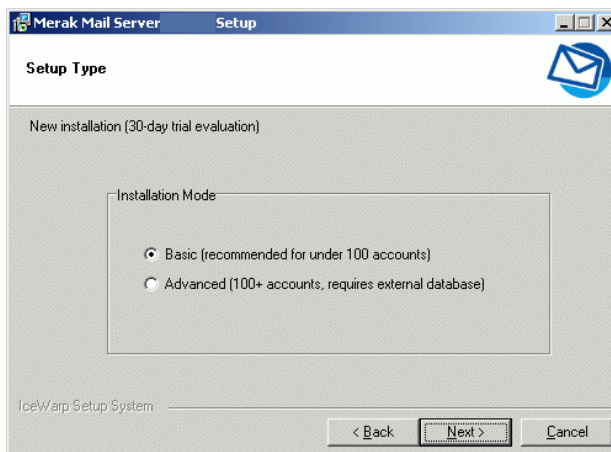 Merak Mail Server Setup
Setup Type
New installation (30-day trial evaluation)
Installation Mode
Basic (recommended for under 100 accounts)
Advanced (100+ accounts, requires external database)
IceWarp Setup System
< Back Next > Cancel